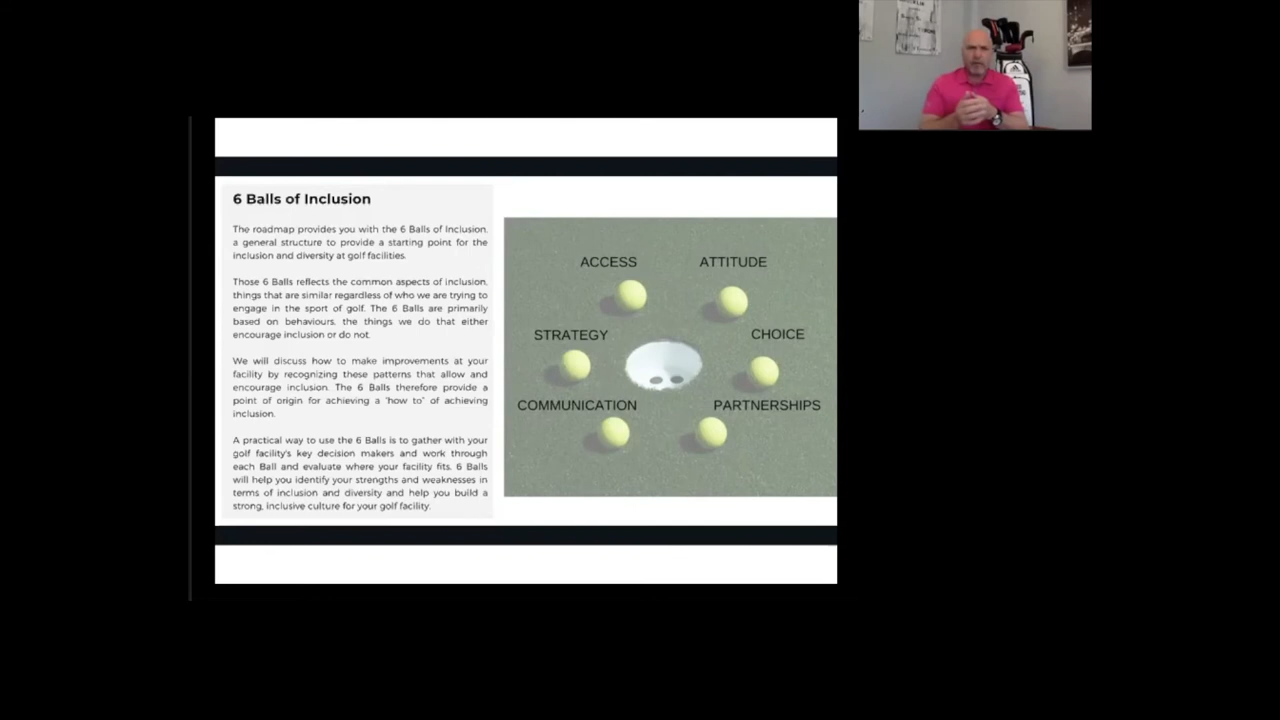 6 Balls of Inclusion
The roadmap provides you with the 6 Balls of Inclusion,
a general structure to provide a starting point for the
inclusion and diversity at golf facilities.
Those 6 Balls reflects the common aspects of inclusion,
things that are similar regardless of who we are trying to
engage in the sport of golf. The 6 Balls are primarily
based on behaviours, the things we do that either
encourage inclusion or do not.
We will discuss how to make improvements at your
facility by recognizing these patterns that allow and
encourage inclusion. The 6 Balls therefore provide a
point of origin for achieving a "how to" of achieving
inclusion.
A practical way to use the 6 Balls is to gather with your
golf facility's key decision makers and work through
each Ball and evaluate where your facility fits. 6 Balls
will help you identify your strengths and weaknesses in
terms of inclusion and diversity and help you build a
strong, inclusive culture for your golf facility.
ACCESS ATTITUDE
STRATEGY CHOICE
COMMUNICATION PARTNERSHIPS